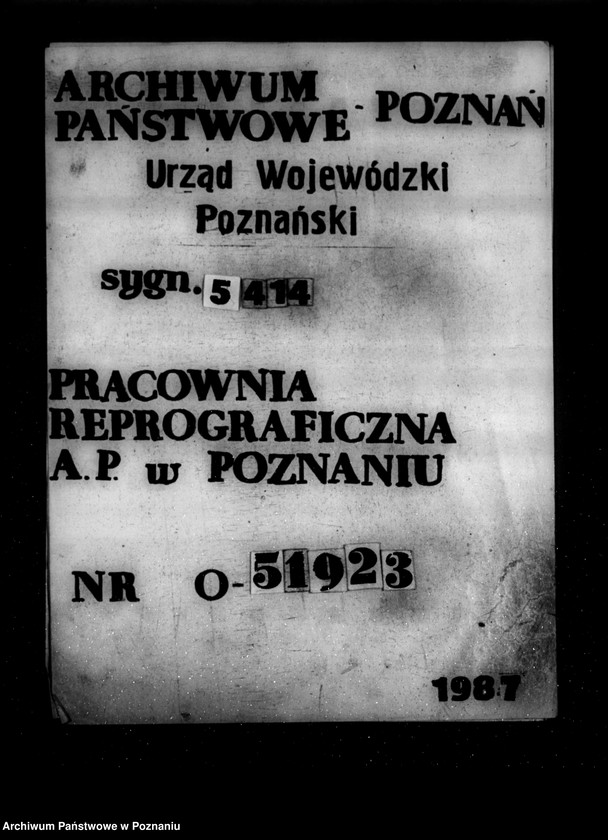 ARCHIWUM
PAŃSTWOWE - POZNAŃ
Urząd Wojewódzki
Poznański
sygn. 5414
PRACOWNIA
REPROGRAFICZNA
A.P. w POZNANIU
NR O-51923
1987
Archiwum Państwowe w Poznaniu